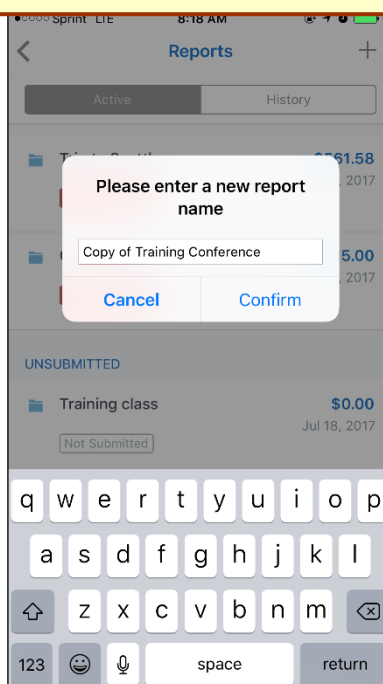 Sprint LTE 8:18 AM
Reports
Active History
$561.58
2017
Please enter a new report
name
Copy of Training Conference
5.00
2017
Cancel Confirm
UNSUBMITTED
Training class $0.00
Jul 18, 2017
Not Submitted
q w e r t y u i o p
a s d f g h j k l
z x c v b n m
123 space return